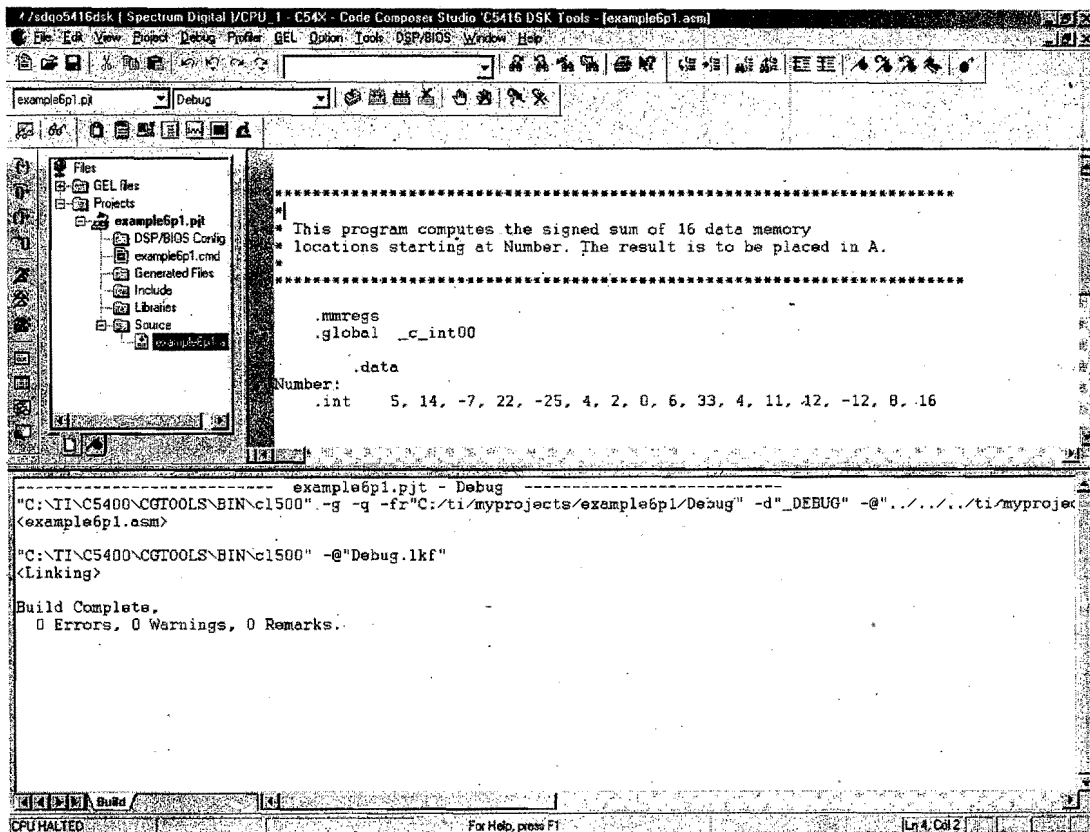 /sdgo5416dsk [ Spectrum Digital ]/CPU_1 - C54X - Code Composer Studio 'C5416 DSK Tools - [example6p1.asm]
File Edit View Project Debug Profiler GEL Option Tools DSP/BIOS Window Help
example6p1.pjt Debug
Files
GEL files
Projects
example6p1.pjt
DSP/BIOS Config
example6p1.cmd
Generated Files
Include
Libraries
Source
example6p1.a
*******************************************************************************
*
* This program computes the signed sum of 16 data memory
* locations starting at Number. The result is to be placed in A.
*
********************************************************************************
.mmregs
.global _c_int00
.data
Number:
.int 5, 14, -7, 22, -25, 4, 2, 0, 6, 33, 4, 11, 12, -12, 8, 16
--------------------------- example6p1.pjt - Debug ---------------------------
"C:\TI\C5400\CGTOOLS\BIN\cl500" -g -q -fr"C:/ti/myprojects/example6p1/Debug" -d"_DEBUG" -@"../../../ti/myprojec
<example6p1.asm>
"C:\TI\C5400\CGTOOLS\BIN\cl500" -@"Debug.lkf"
<Linking>
Build Complete,
0 Errors, 0 Warnings, 0 Remarks.
Build
CPU HALTED For Help, press F1 Ln 4, Col 2